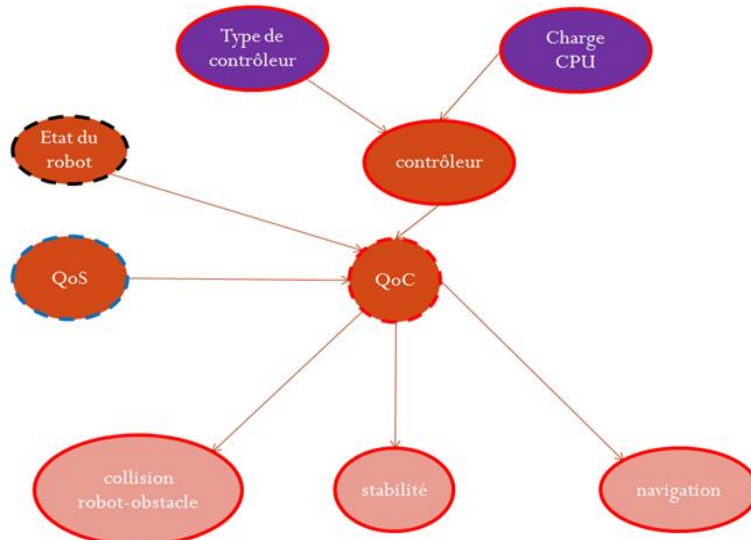 Type de
contrôleur
Charge
CPU
Etat du
robot
contrôleur
QoS
QoC
collision
robot-obstacle
stabilité
navigation